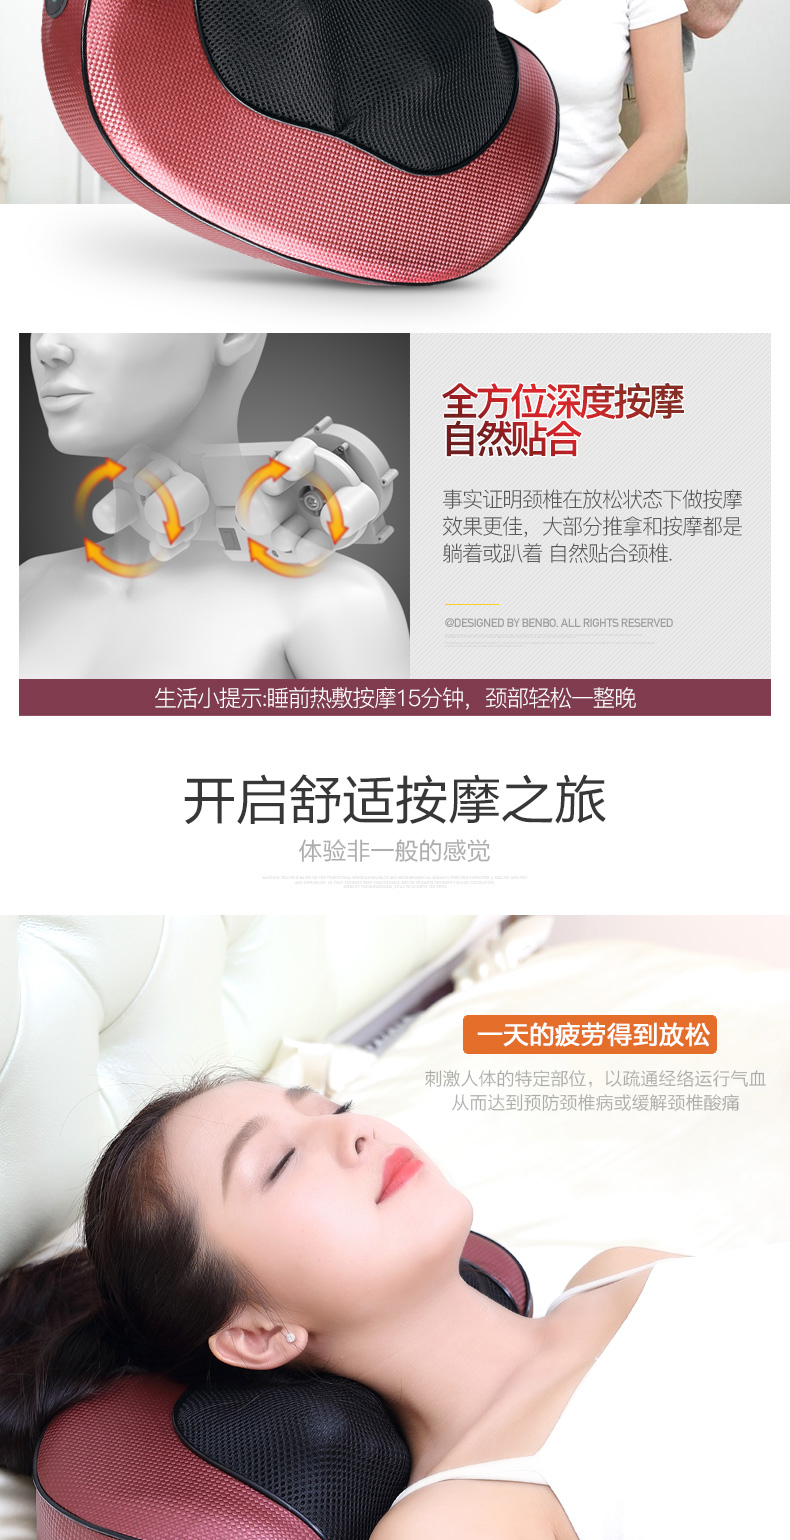 全方位深度按摩
自然贴合
事实证明颈椎在放松状态下做按摩
效果更佳，大部分推拿和按摩都是
躺着或趴着 自然贴合颈椎.
@DESIGNED BY BENBO. ALL RIGHTS RESERVED
生活小提示:睡前热敷按摩15分钟，颈部轻松一整晚
开启舒适按摩之旅
体验非一般的感觉
一天的疲劳得到放松
刺激人体的特定部位，以疏通经络运行气血
从而达到预防颈椎病或缓解颈椎酸痛